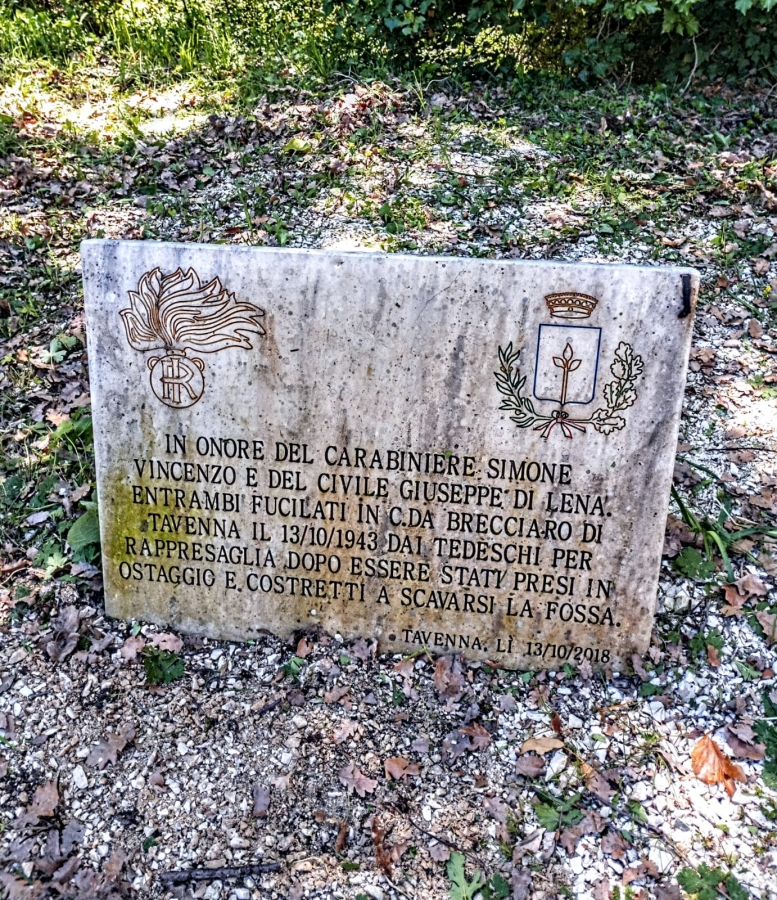 RI
IN ONORE DEL CARABINIERE SIMONE
VINCENZO E DEL CIVILE GIUSEPPE DI LENA.
ENTRAMBI FUCILATI IN C.DA BRECCIARO DI
TAVENNA IL 13/10/1943 DAI TEDESCHI PER
RAPPRESAGLIA DOPO ESSERE STATI PRESI IN
OSTAGGIO E COSTRETTI A SCAVARSI LA FOSSA.
TAVENNA. LÌ 13/10/2018